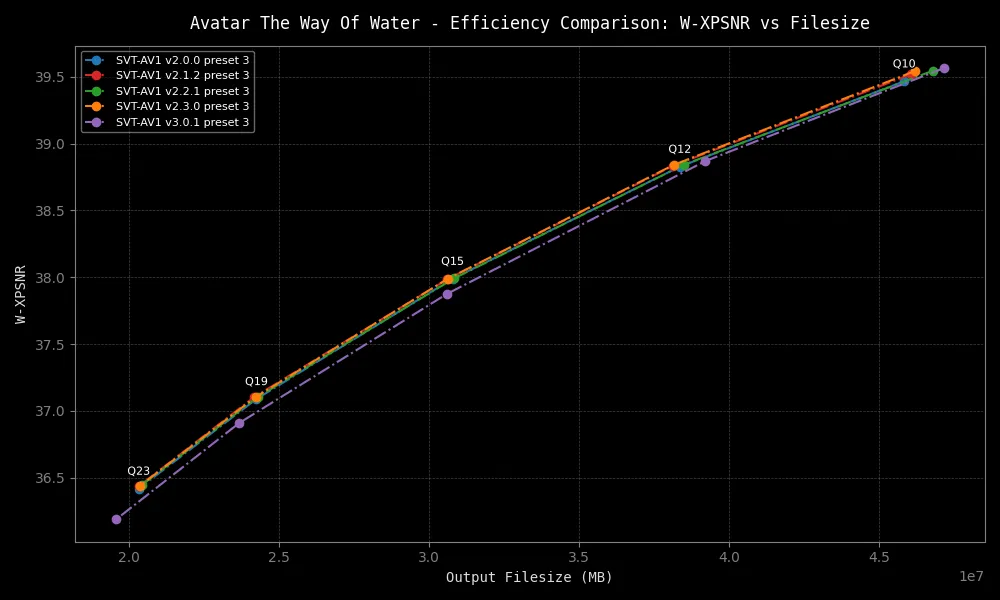 Avatar The Way Of Water - Efficiency Comparison: W-XPSNR vs Filesize
SVT-AV1 v2.0.0 preset 3
SVT-AV1 v2.1.2 preset 3
SVT-AV1 v2.2.1 preset 3
SVT-AV1 v2.3.0 preset 3
SVT-AV1 v3.0.1 preset 3
Q10
39.5
Q12
39.0
38.5
Q15
38.0
37.5
Q19
37.0
Q23
36.5
W-XPSNR
2.0 2.5 3.0 3.5 4.0 4.5
1e7
Output Filesize (MB)